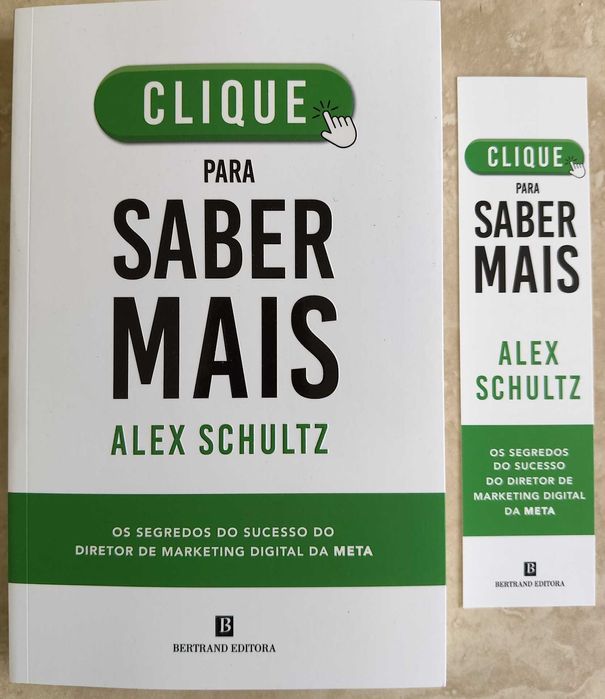 CLIQUE
PARA
SABER
MAIS
ALEX SCHULTZ
OS SEGREDOS DO SUCESSO DO
DIRETOR DE MARKETING DIGITAL DA META
B
BERTRAND EDITORA
CLIQUE
PARA
SABER
MAIS
ALEX
SCHULTZ
OS SEGREDOS
DO SUCESSO
DO DIRETOR DE
MARKETING DIGITAL
DA META
B
BERTRAND EDITORA